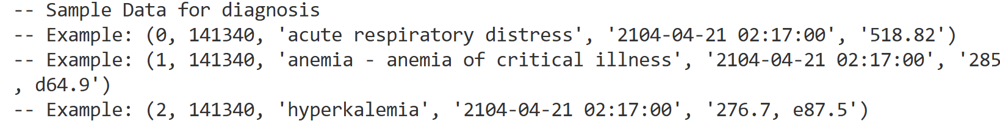 -- Sample Data for diagnosis
-- Example: (0, 141340, 'acute respiratory distress', '2104-04-21 02:17:00', '518.82')
-- Example: (1, 141340, 'anemia - anemia of critical illness', '2104-04-21 02:17:00', '285
, d64.9')
-- Example: (2, 141340, 'hyperkalemia', '2104-04-21 02:17:00', '276.7, e87.5')